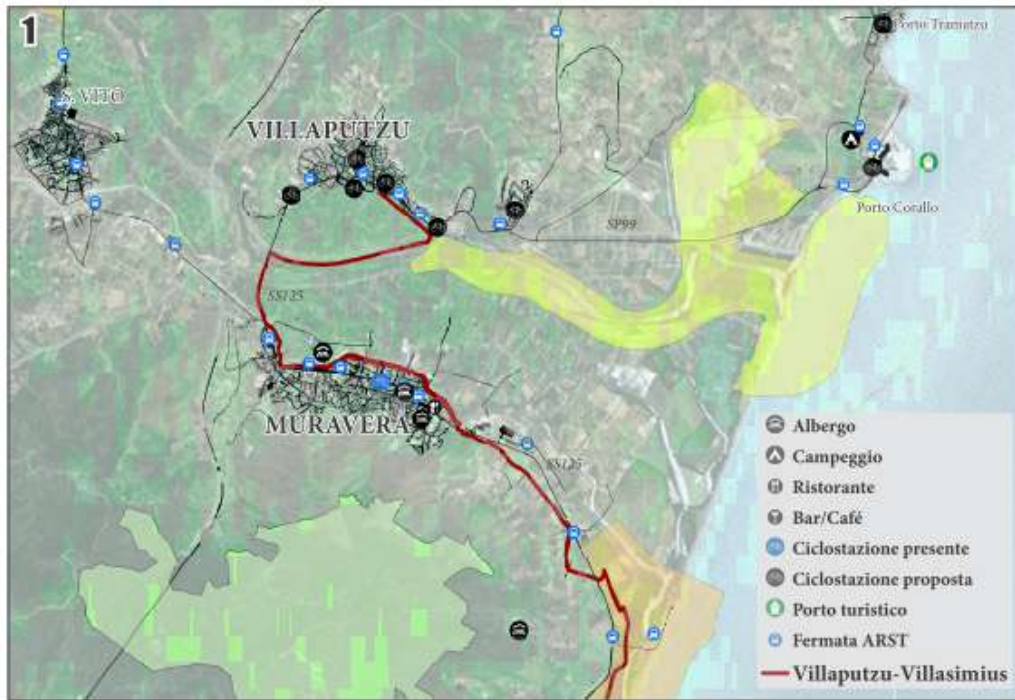 1
Porto Tramatzu
S. VITO
VILLAPUTZU
Porto Corallo
SP99
SS125
MURAVERA
SS125
Albergo
Campeggio
Ristorante
Bar/Café
Ciclostazione presente
Ciclostazione proposta
Porto turistico
Fermata ARST
Villaputzu-Villasimius